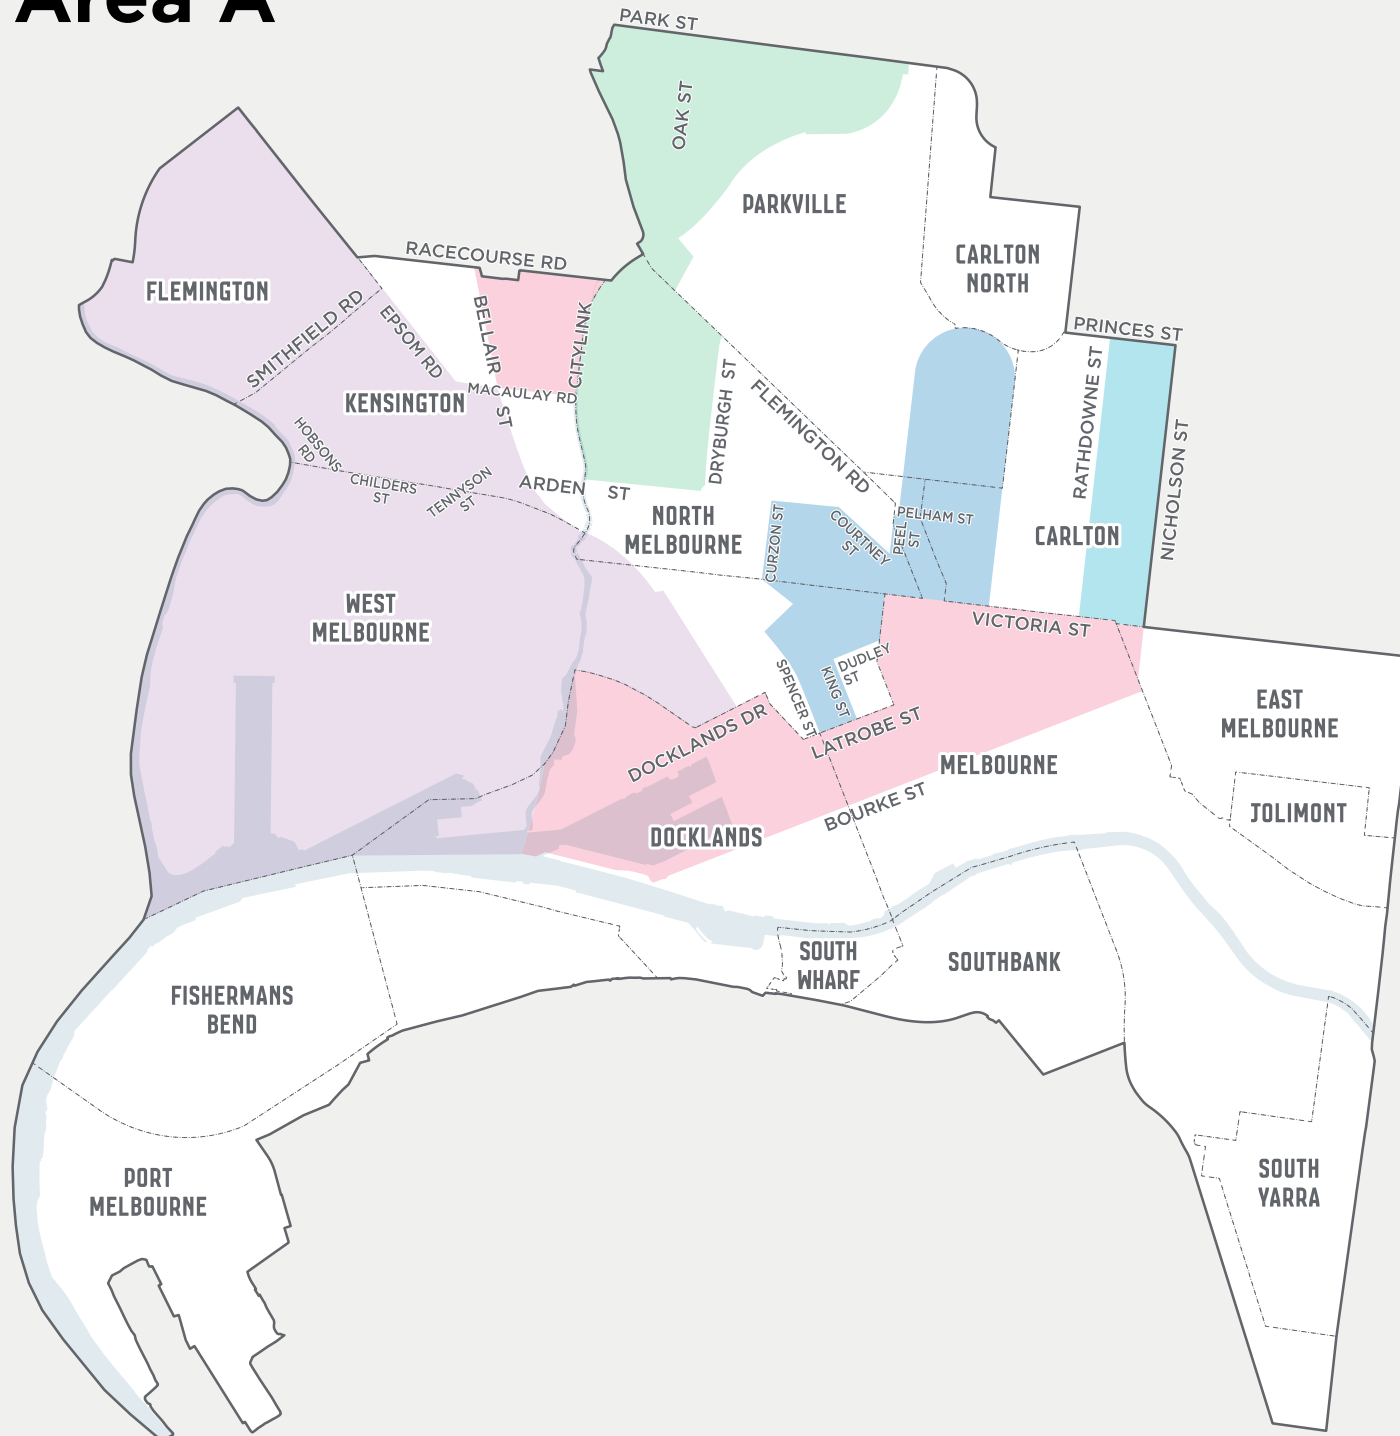 Area A
PARK ST
OAK ST
PARKVILLE
CARLTON
NORTH
RACECOURSE RD
FLEMINGTON
SMITHFIELD RD
EPSOM RD
BELLAIR
ST
CITYLINK
PRINCES ST
MACAULAY RD
KENSINGTON
DRYBURGH ST
FLEMINGTON RD
RATHDOWNE ST
NICHOLSON ST
HOBSONS
RD
CHILDERS
ST
TENNYSON
ST
ARDEN ST
NORTH
MELBOURNE
CURZON ST
COURTNEY
ST
PEEL
ST
PELHAM ST
CARLTON
WEST
MELBOURNE
VICTORIA ST
DUDLEY
ST
KING ST
SPENCER ST
LATROBE ST
DOCKLANDS DR
EAST
MELBOURNE
MELBOURNE
BOURKE ST
JOLIMONT
DOCKLANDS
SOUTH
WHARF
SOUTHBANK
FISHERMANS
BEND
PORT
MELBOURNE
SOUTH
YARRA